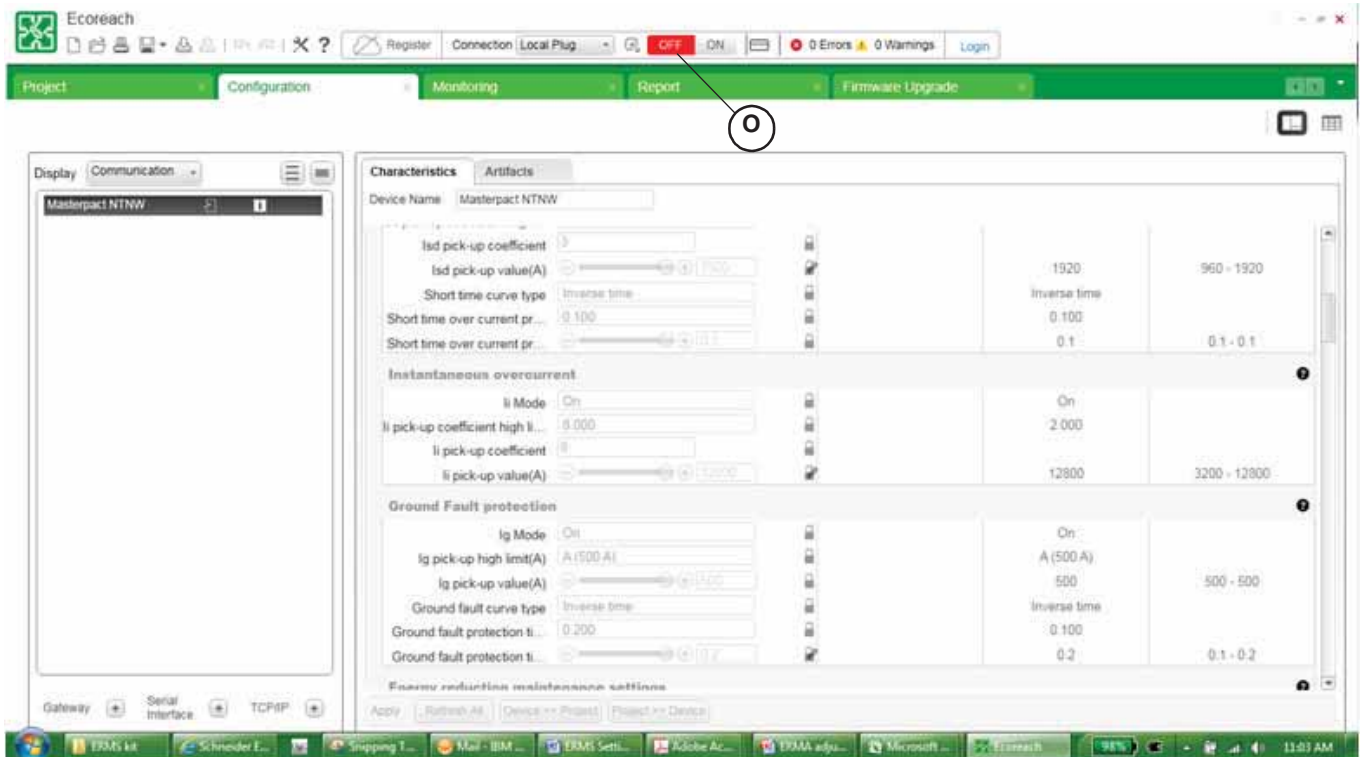 Ecoreach
? Register Connection Local Plug OFF ON 0 Errors 0 Warnings Login
Project Configuration Monitoring Report Firmware Upgrade
O
Display Communication
Masterpact NTNW
Characteristics Artifacts
Device Name Masterpact NTNW
Isd pick-up coefficient
Isd pick-up value(A) 1920 960 - 1920
Short time curve type Inverse time Inverse time
Short time over current pr... 0.100 0.100
Short time over current pr... 0.1 0.1 0.1 - 0.1
Instantaneous overcurrent
Ii Mode On On
Ii pick-up coefficient high li... 8.000 2.000
Ii pick-up coefficient
Ii pick-up value(A) 12800 12800 3200 - 12800
Ground Fault protection
Ig Mode On On
Ig pick-up high limit(A) A (500 A) A (500 A)
Ig pick-up value(A) 500 500 500 - 500
Ground fault curve type Inverse time Inverse time
Ground fault protection ti... 0.200 0.100
Ground fault protection ti... 0.2 0.2 0.1 - 0.2
Energy reduction maintenance settings
Gateway + Serial Interface + TCP/IP +
Apply Refresh All Device >> Project Project >> Device
ERMS kit Schneider E... Snipping T... Mail - IBM ... ERMS Setti... Adobe Ac... ERMA adju... Microsoft ... Ecoreach 98% 11:03 AM